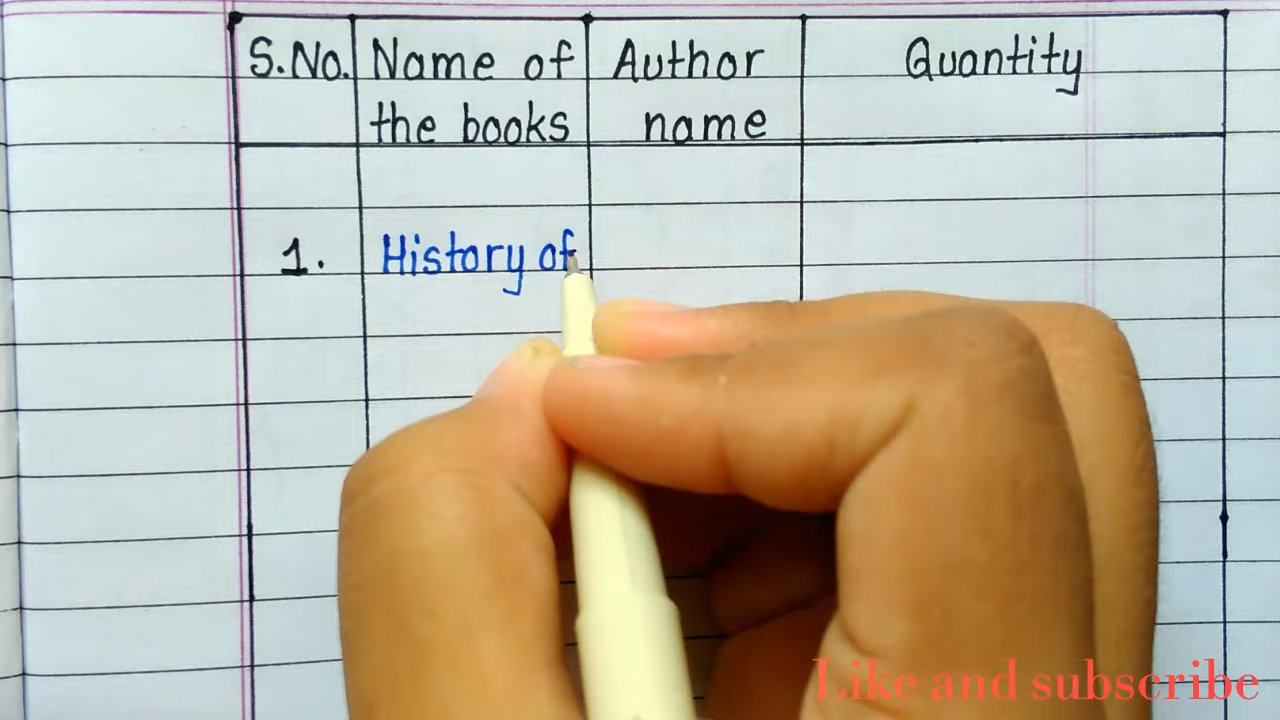 S.No. Name of the books Author name Quantity
1. History of
Like and subscribe